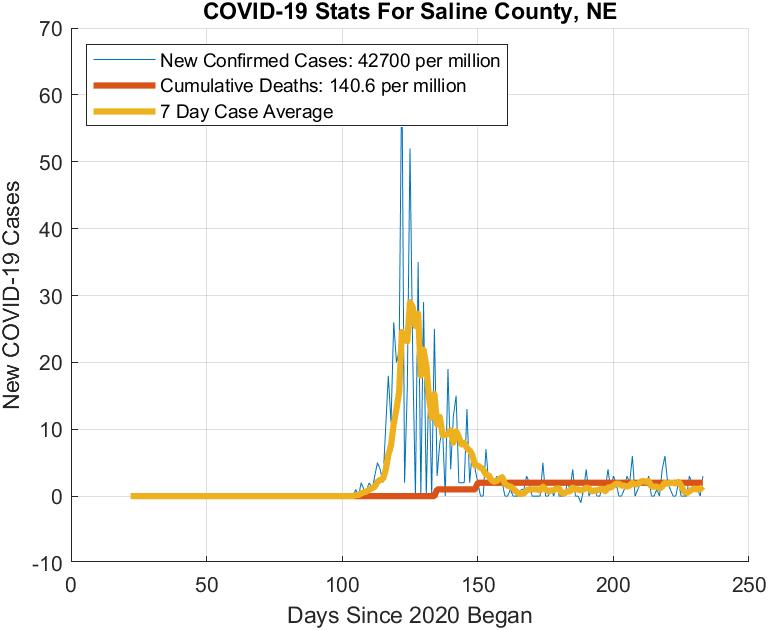 COVID-19 Stats For Saline County, NE
70
New Confirmed Cases: 42700 per million
Cumulative Deaths: 140.6 per million
7 Day Case Average
60
50
40
30
20
10
0
-10
New COVID-19 Cases
0 50 100 150 200 250
Days Since 2020 Began